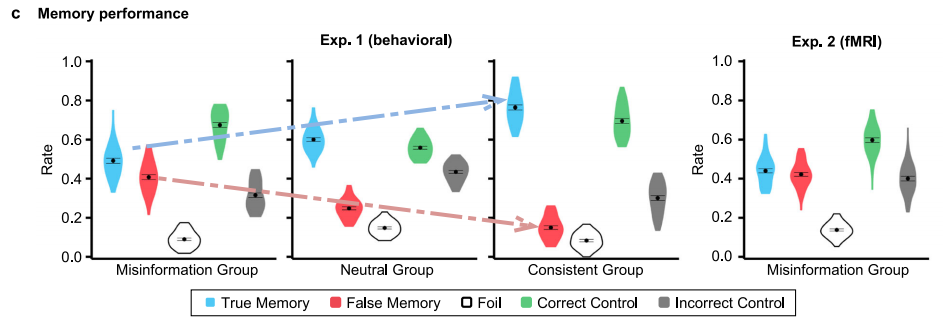 c Memory performance
Exp. 1 (behavioral)
Exp. 2 (fMRI)
Rate
1.0
0.8
0.6
0.4
0.2
0.0
Misinformation Group
Neutral Group
Consistent Group
Rate
1.0
0.8
0.6
0.4
0.2
0.0
Misinformation Group
True Memory False Memory Foil Correct Control Incorrect Control